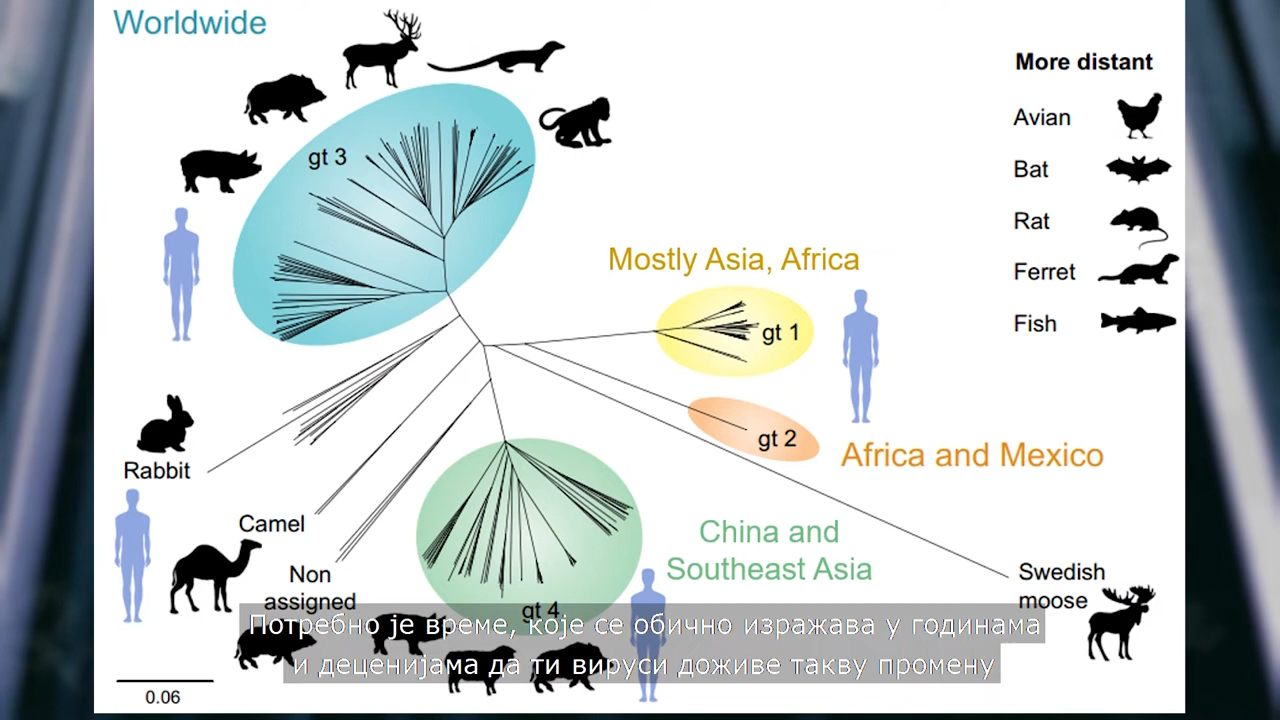 Worldwide
gt 3
More distant
Avian
Bat
Rat
Ferret
Fish
Mostly Asia, Africa
gt 1
gt 2
Africa and Mexico
Rabbit
Camel
Non
assigned
China and
Southeast Asia
gt 4
Swedish
moose
Потребно је време, које се обично изражава у годинама
и деценијама да ти вируси доживе такву промену
0.06